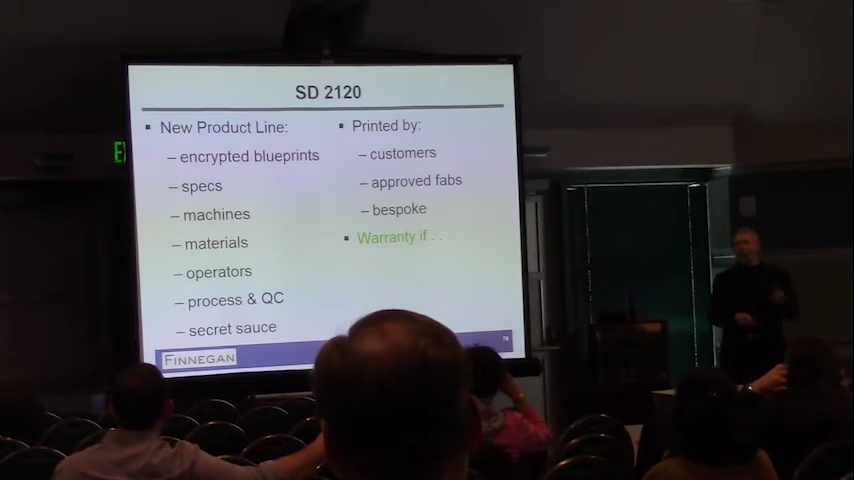 SD 2120
▪ New Product Line:
– encrypted blueprints
– specs
– machines
– materials
– operators
– process & QC
– secret sauce
▪ Printed by:
– customers
– approved fabs
– bespoke
▪ Warranty if . .
FINNEGAN